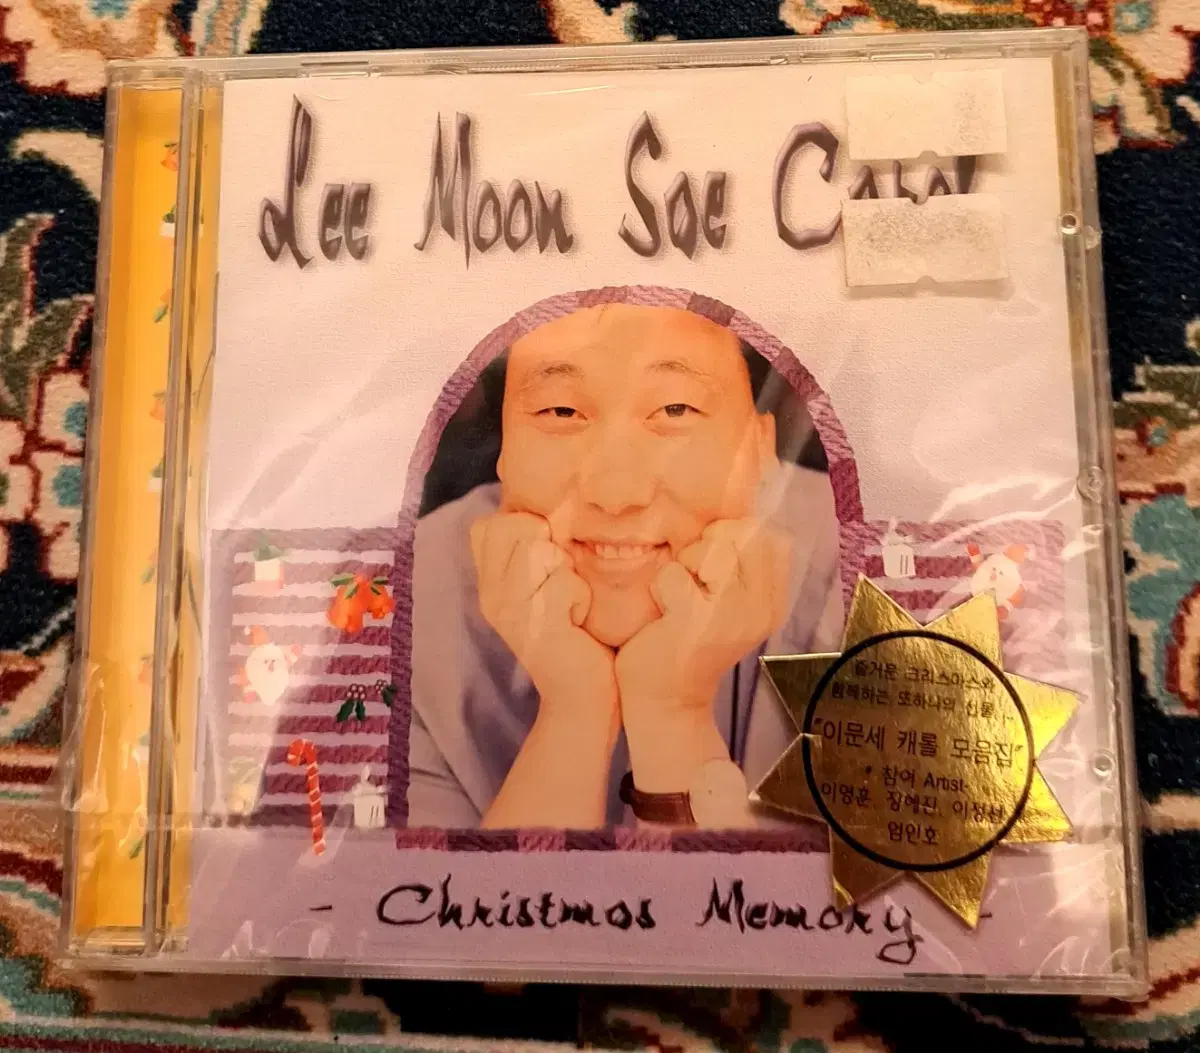 Lee Moon Sae Carol
즐거운 크리스마스와
함께하는 또하나의 선물...
"이문세 캐롤 모음집"
* 참여 Artist-
이영훈, 장혜진, 이정선,
엄인호
- Christmas Memory -